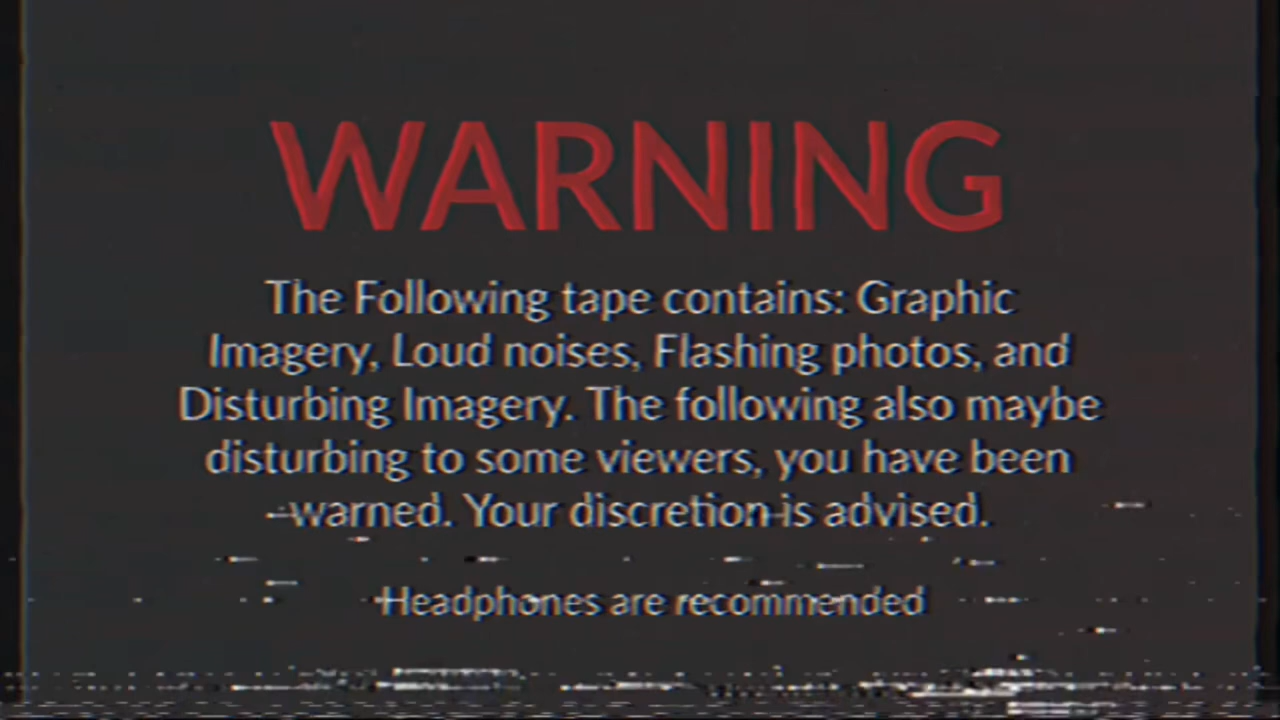 WARNING
The Following tape contains: Graphic
Imagery, Loud noises, Flashing photos, and
Disturbing Imagery. The following also maybe
disturbing to some viewers, you have been
warned. Your discretion is advised.
Headphones are recommended